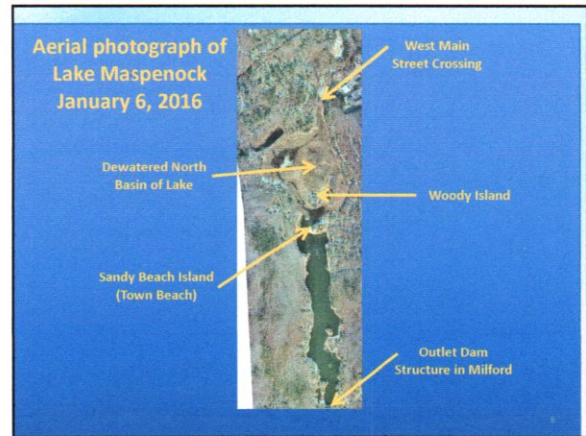 Aerial photograph of
Lake Maspenock
January 6, 2016
West Main
Street Crossing
Dewatered North
Basin of Lake
Woody Island
Sandy Beach Island
(Town Beach)
Outlet Dam
Structure in Milford